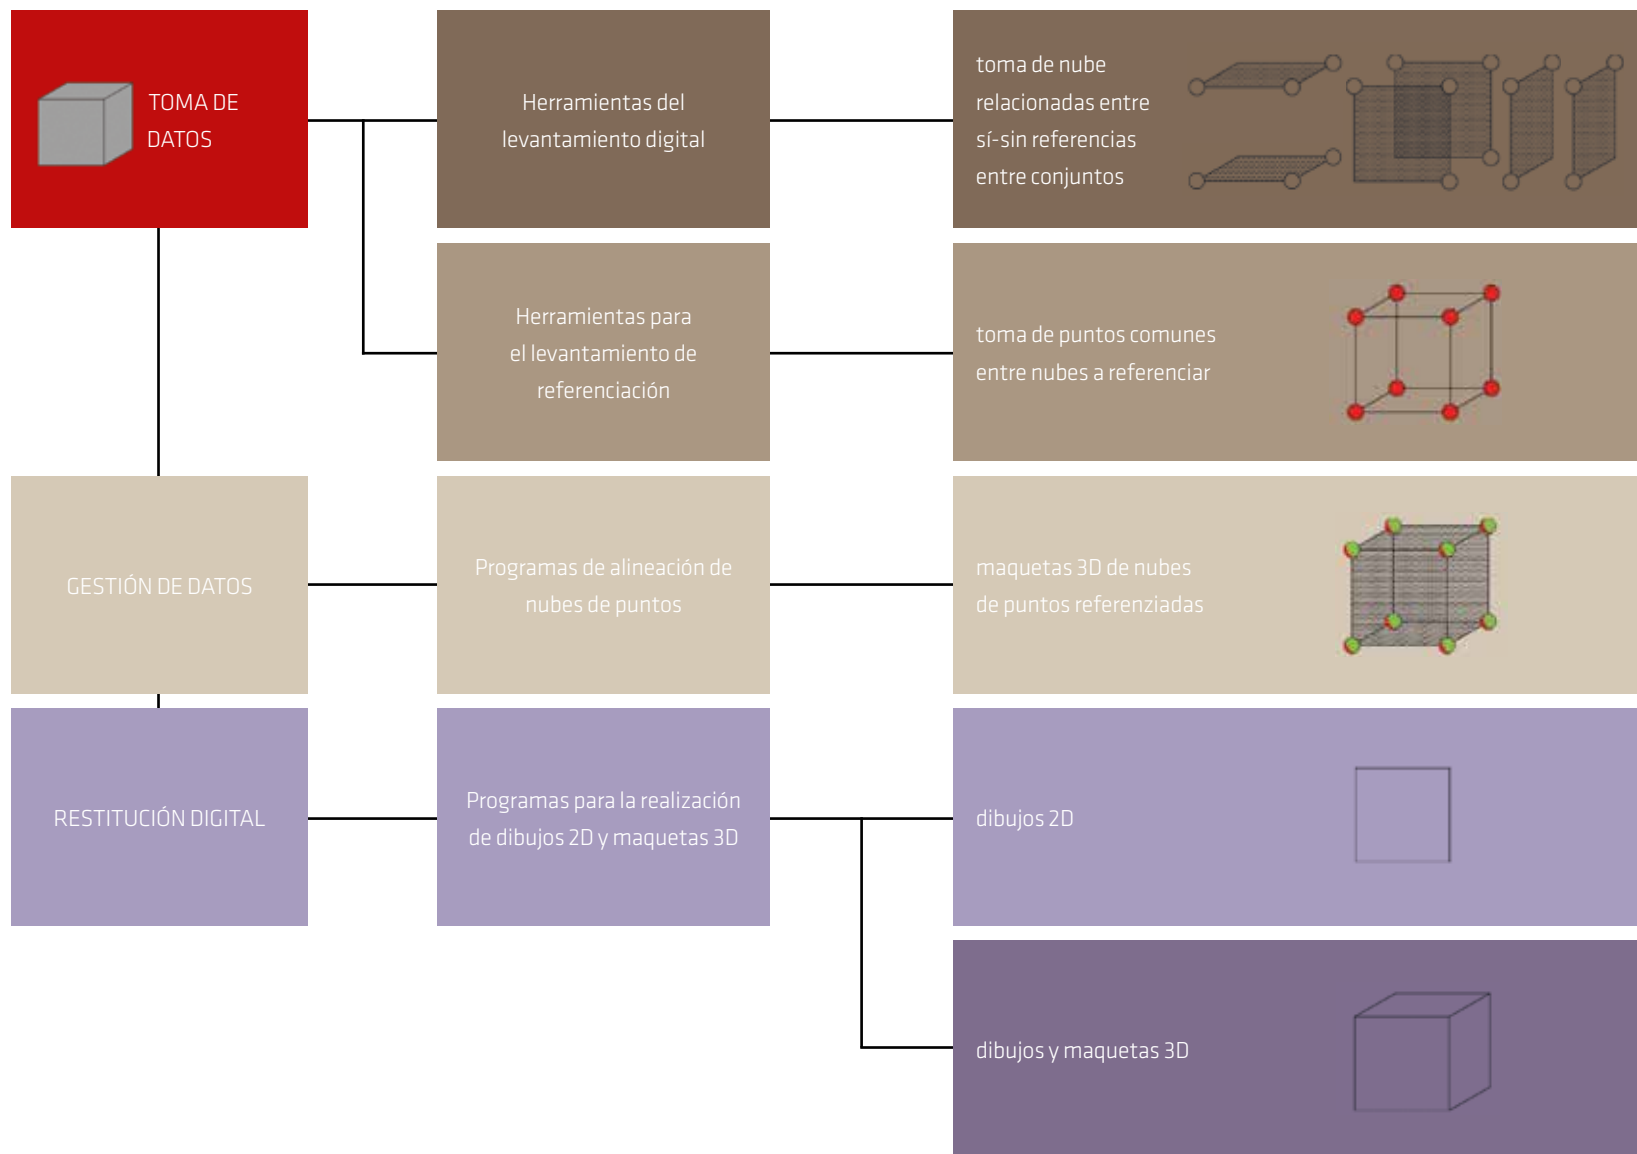 TOMA DE
DATOS
Herramientas del
levantamiento digital
toma de nube
relacionadas entre
sí-sin referencias
entre conjuntos
Herramientas para
el levantamiento de
referenciación
toma de puntos comunes
entre nubes a referenciar
GESTIÓN DE DATOS
Programas de alineación de
nubes de puntos
maquetas 3D de nubes
de puntos referenziadas
RESTITUCIÓN DIGITAL
Programas para la realización
de dibujos 2D y maquetas 3D
dibujos 2D
dibujos y maquetas 3D